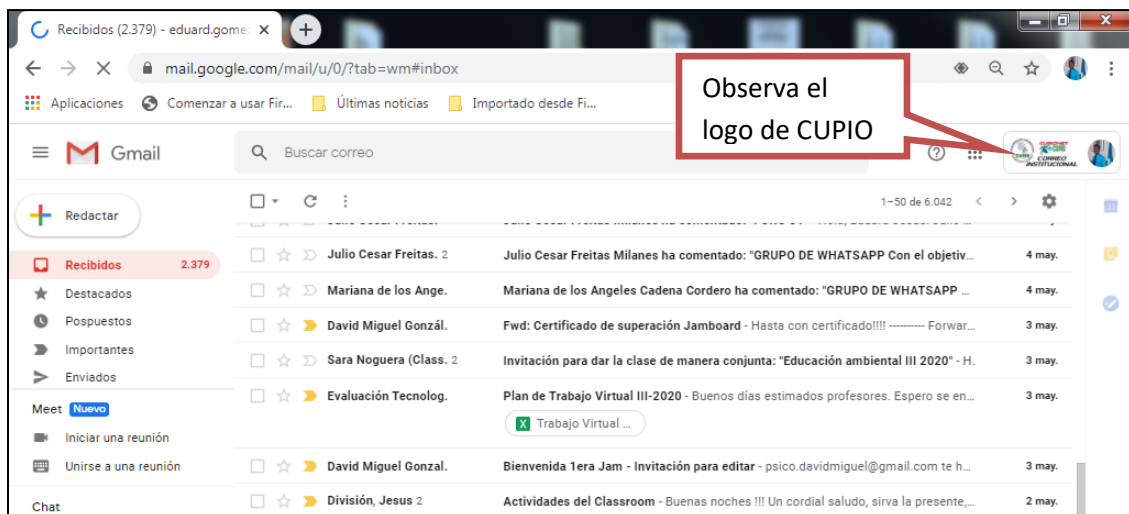 Recibidos (2.379) - eduard.gome
mail.google.com/mail/u/0/?tab=wm#inbox
Aplicaciones Comenzar a usar Fir... Últimas noticias Importado desde Fi...
Observa el
logo de CUPIO
Gmail
Buscar correo
CORREO
INSTITUCIONAL
Redactar
1–50 de 6.042
Recibidos 2.379
Destacados
Pospuestos
Importantes
Enviados
Meet Nuevo
Iniciar una reunión
Unirse a una reunión
Chat
Julio Cesar Freitas. 2 Julio Cesar Freitas Milanes ha comentado: "GRUPO DE WHATSAPP Con el objetiv... 4 may.
Mariana de los Ange. Mariana de los Angeles Cadena Cordero ha comentado: "GRUPO DE WHATSAPP ... 4 may.
David Miguel Gonzál. Fwd: Certificado de superación Jamboard - Hasta con certificado!!!! ---------- Forwar... 3 may.
Sara Noguera (Class. 2 Invitación para dar la clase de manera conjunta: "Educación ambiental III 2020" - H. 3 may.
Evaluación Tecnolog. Plan de Trabajo Virtual III-2020 - Buenos días estimados profesores. Espero se en... 3 may.
X Trabajo Virtual ...
David Miguel Gonzal. Bienvenida 1era Jam - Invitación para editar - psico.davidmiguel@gmail.com te h... 3 may.
División, Jesus 2 Actividades del Classroom - Buenas noches !!! Un cordial saludo, sirva la presente,... 2 may.